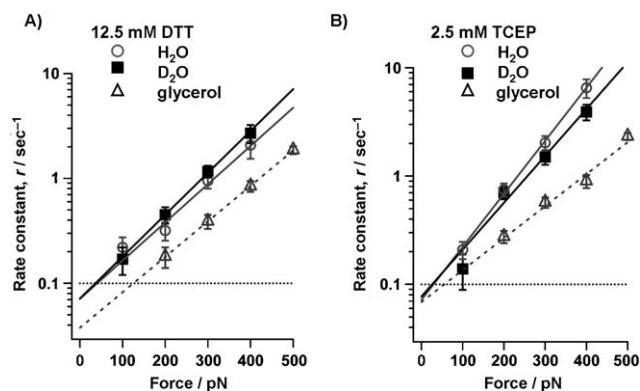 A)
12.5 mM DTT
H₂O
D₂O
glycerol
Rate constant, r / sec⁻¹
10
1
0.1
0 100 200 300 400 500
Force / pN
B)
2.5 mM TCEP
H₂O
D₂O
glycerol
Rate constant, r / sec⁻¹
10
1
0.1
0 100 200 300 400 500
Force / pN